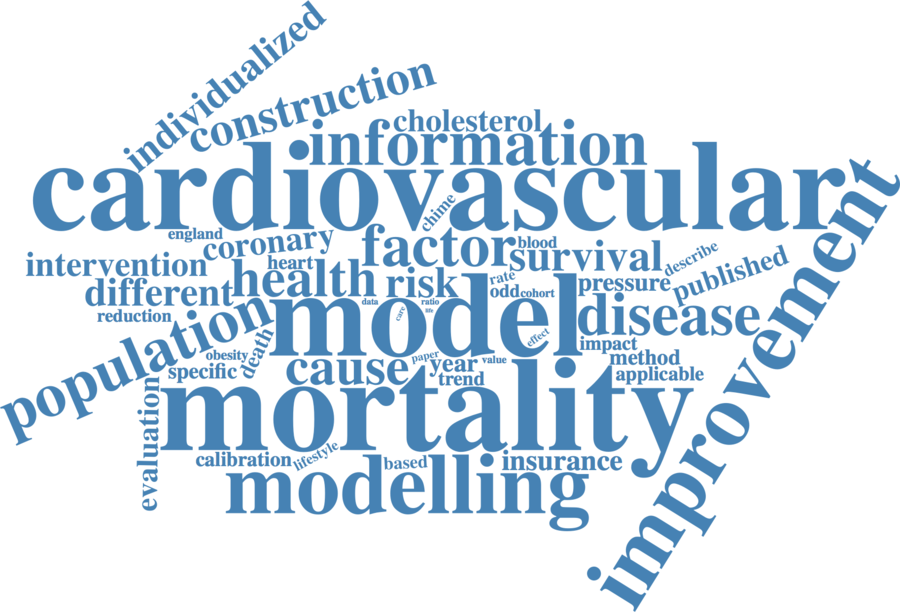 individualized
construction
cholesterol
information
cardiovascular
chime
england
coronary
factor
blood
survival
improvement
intervention
heart
health
risk
rate
describe
published
different
odd
cohort
pressure
reduction
data
care
ratio
life
model
disease
population
death
effect
impact
obesity
paper
value
method
specific
cause
year
trend
applicable
mortality
evaluation
calibration
lifestyle
based
insurance
modelling